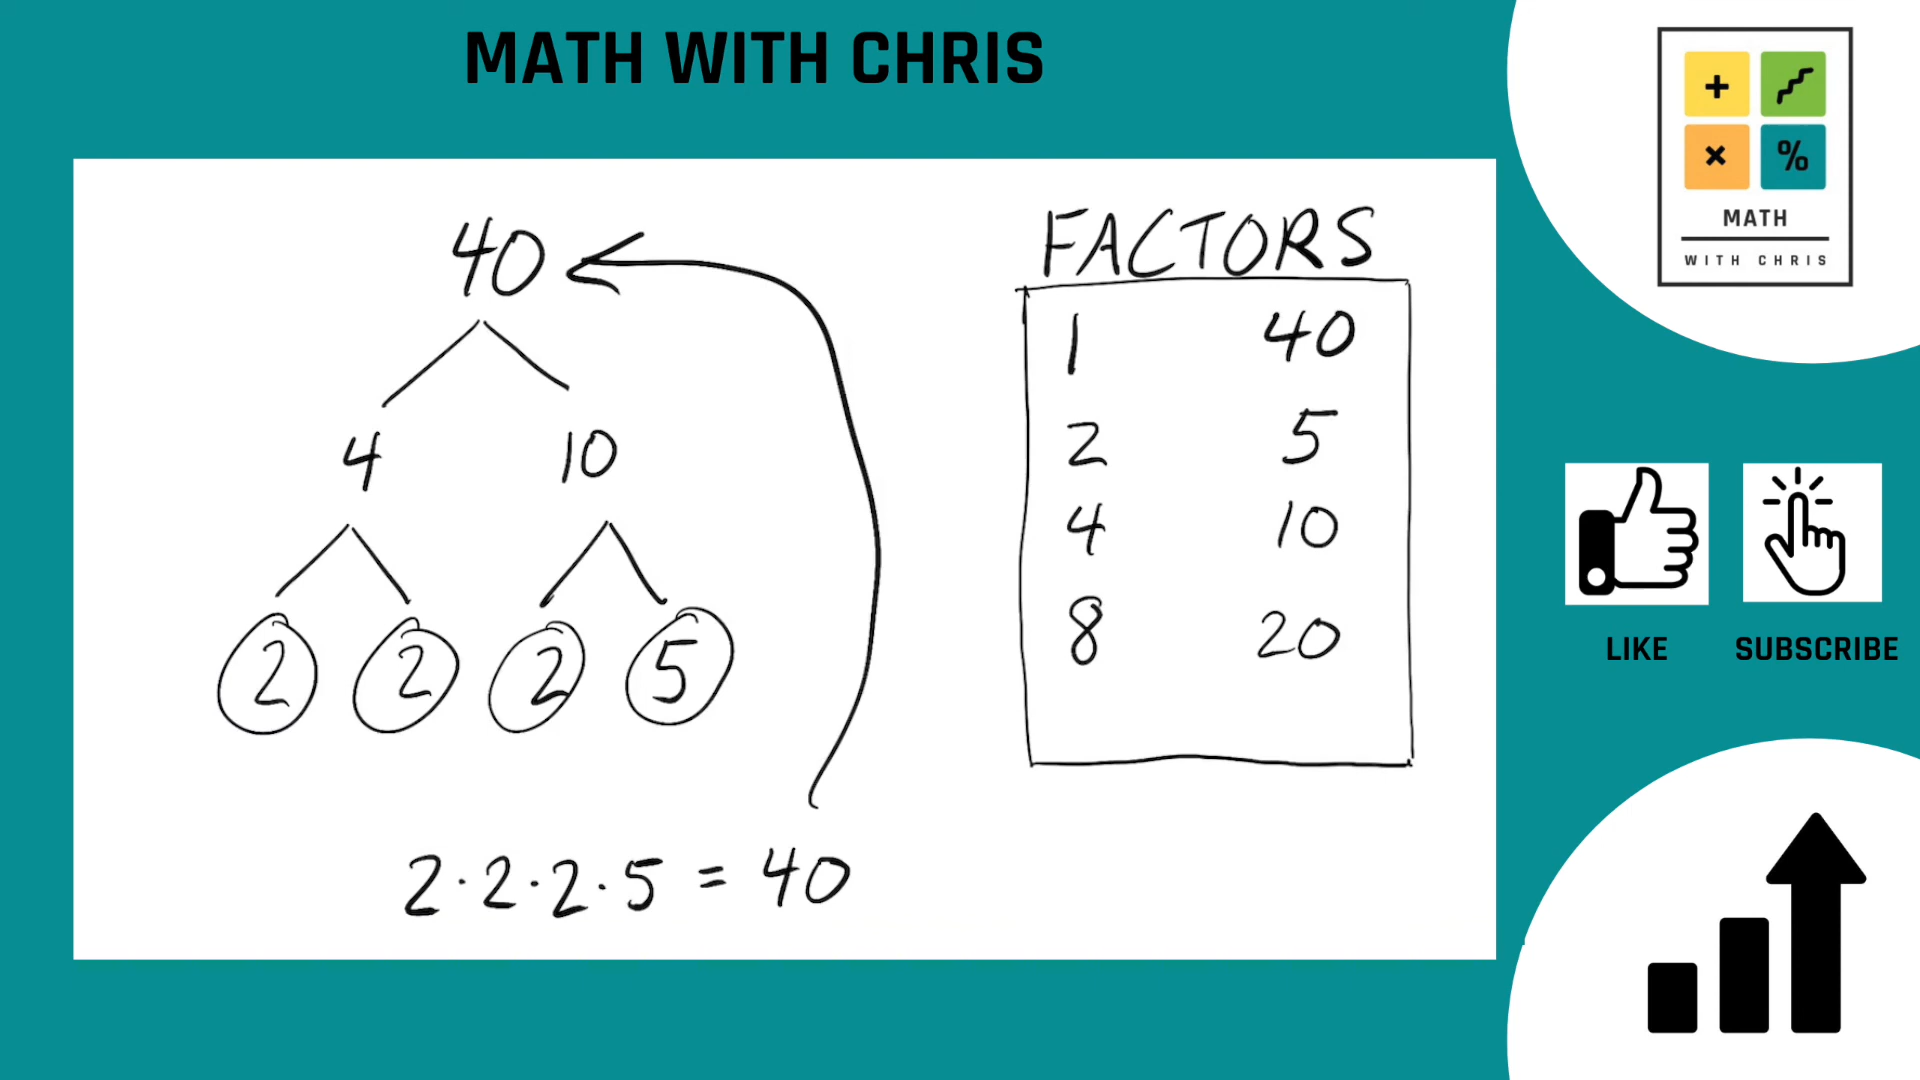 MATH WITH CHRIS
40
4 10
2 2 2 5
2·2·2·5 = 40
FACTORS
1 40
2 5
4 10
8 20
+
× %
MATH
WITH CHRIS
LIKE SUBSCRIBE